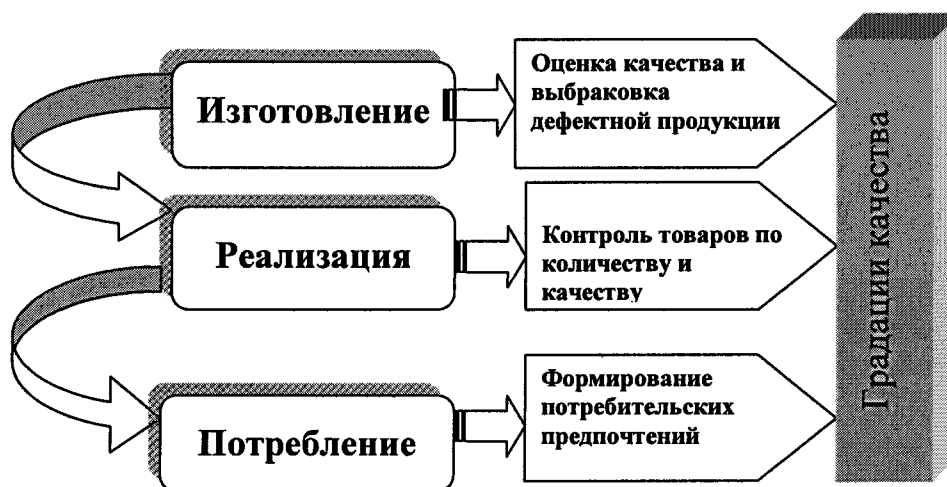 Изготовление
Оценка качества и
выбраковка
дефектной продукции
Реализация
Контроль товаров по
количеству и
качеству
Потребление
Формирование
потребительских
предпочтений
Градации качества